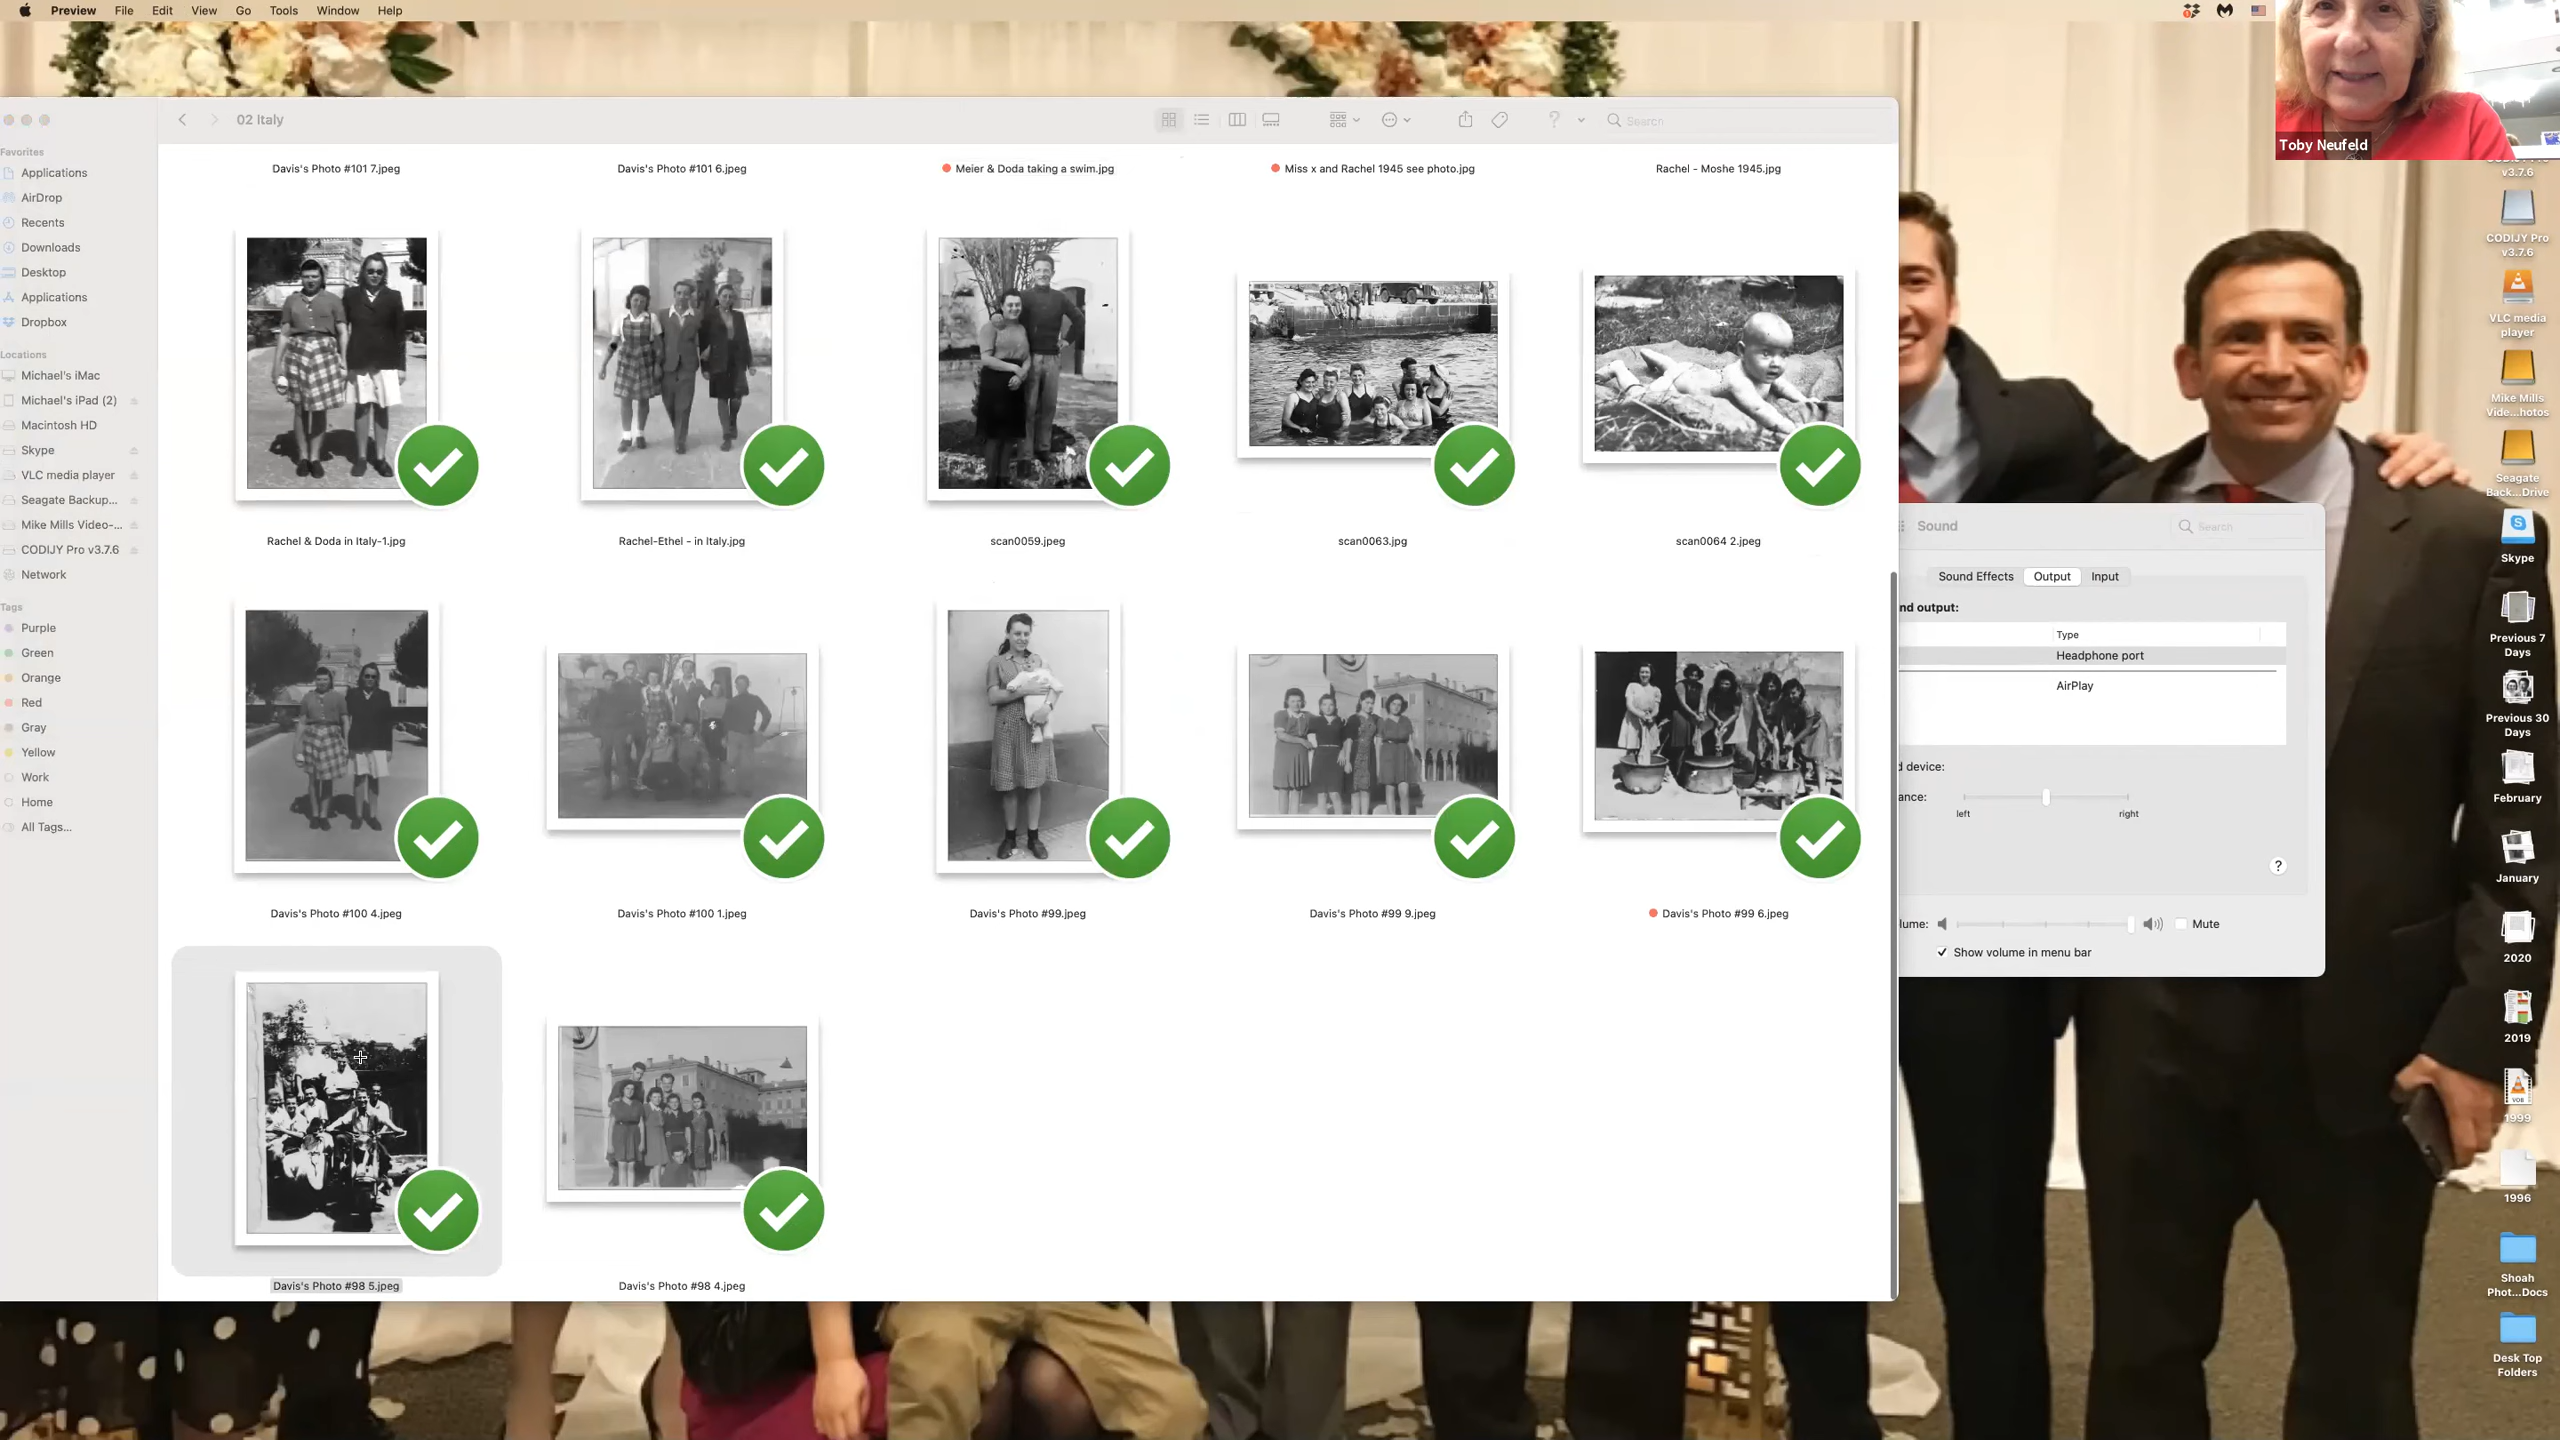 Preview File Edit View Go Tools Window Help
Toby Neufeld
02 Italy
Search
Favorites
Applications
AirDrop
Recents
Downloads
Desktop
Applications
Dropbox
Locations
Michael's iMac
Michael's iPad (2)
Macintosh HD
Skype
VLC media player
Seagate Backup...
Mike Mills Video-...
CODIJY Pro v3.7.6
Network
Tags
Purple
Green
Orange
Red
Gray
Yellow
Work
Home
All Tags...
Davis's Photo #101 7.jpeg
Davis's Photo #101 6.jpeg
Meier & Doda taking a swim.jpg
Miss x and Rachel 1945 see photo.jpg
Rachel - Moshe 1945.jpg
Rachel & Doda in Italy-1.jpg
Rachel-Ethel - in Italy.jpg
scan0059.jpeg
scan0063.jpg
scan0064 2.jpeg
Davis's Photo #100 4.jpeg
Davis's Photo #100 1.jpeg
Davis's Photo #99.jpeg
Davis's Photo #99 9.jpeg
Davis's Photo #99 6.jpeg
Davis's Photo #98 5.jpeg
Davis's Photo #98 4.jpeg
Sound
Search
Sound Effects Output Input
nd output:
Type
Headphone port
AirPlay
d device:
ance:
left right
?
lume:
Mute
Show volume in menu bar
v3.7.6
CODIJY Pro
v3.7.6
VLC media
player
Mike Mills
Vide...hotos
Seagate
Back...Drive
Skype
Previous 7
Days
Previous 30
Days
February
January
2020
2019
VOB
1999
1996
Shoah
Phot...Docs
Desk Top
Folders